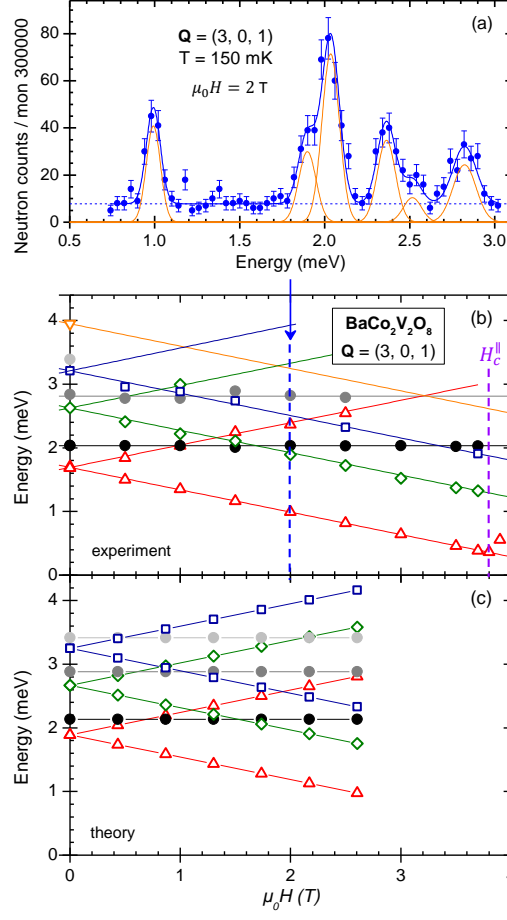 (a)
Q = (3, 0, 1)
T = 150 mK
μ0H = 2 T
Neutron counts / mon 300000
80
60
40
20
0
0.5 1.0 1.5 2.0 2.5 3.0
Energy (meV)
(b)
BaCo2V2O8
Q = (3, 0, 1)
H_c^∥
Energy (meV)
4
3
2
1
0
experiment
(c)
Energy (meV)
4
3
2
1
0
theory
0 1 2 3
μ0H (T)